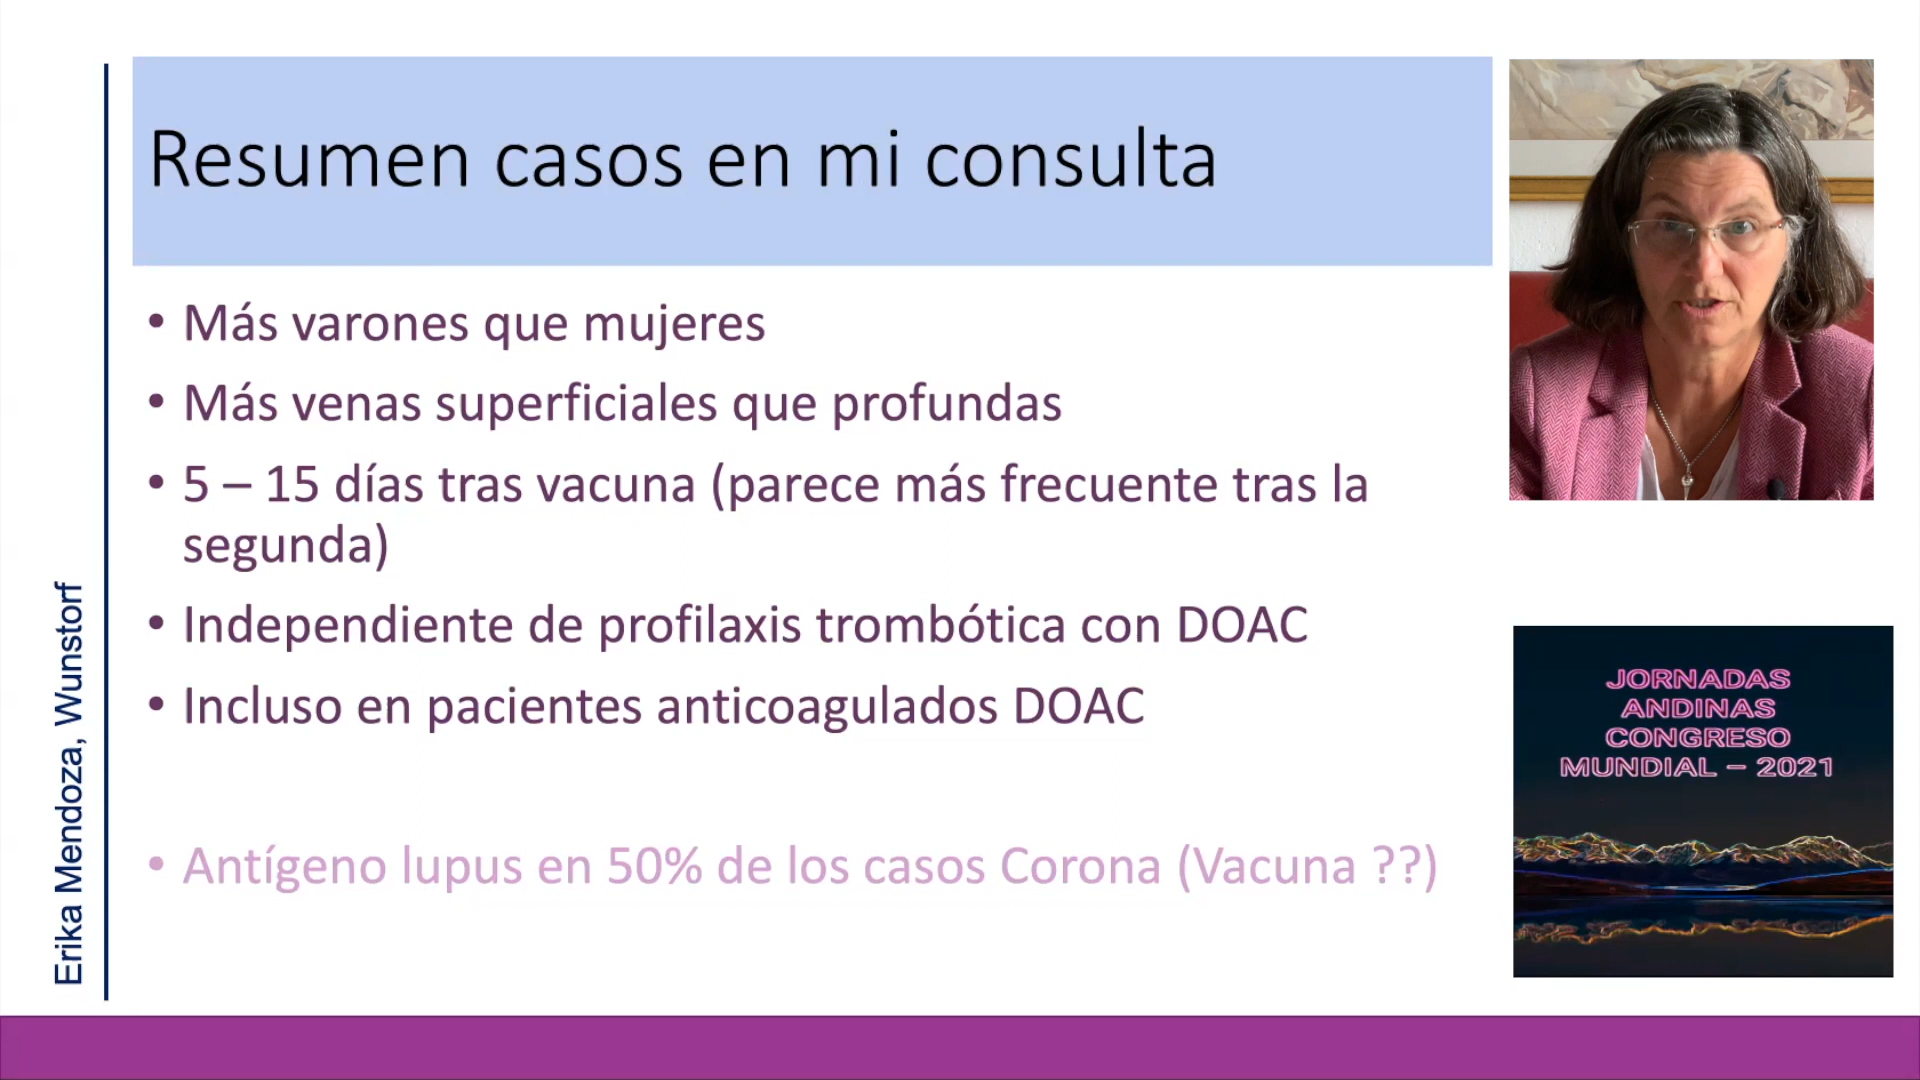 Resumen casos en mi consulta
• Más varones que mujeres
• Más venas superficiales que profundas
• 5 – 15 días tras vacuna (parece más frecuente tras la
segunda)
• Independiente de profilaxis trombótica con DOAC
• Incluso en pacientes anticoagulados DOAC
• Antígeno lupus en 50% de los casos Corona (Vacuna ??)
Erika Mendoza, Wunstorf
JORNADAS
ANDINAS
CONGRESO
MUNDIAL – 2021